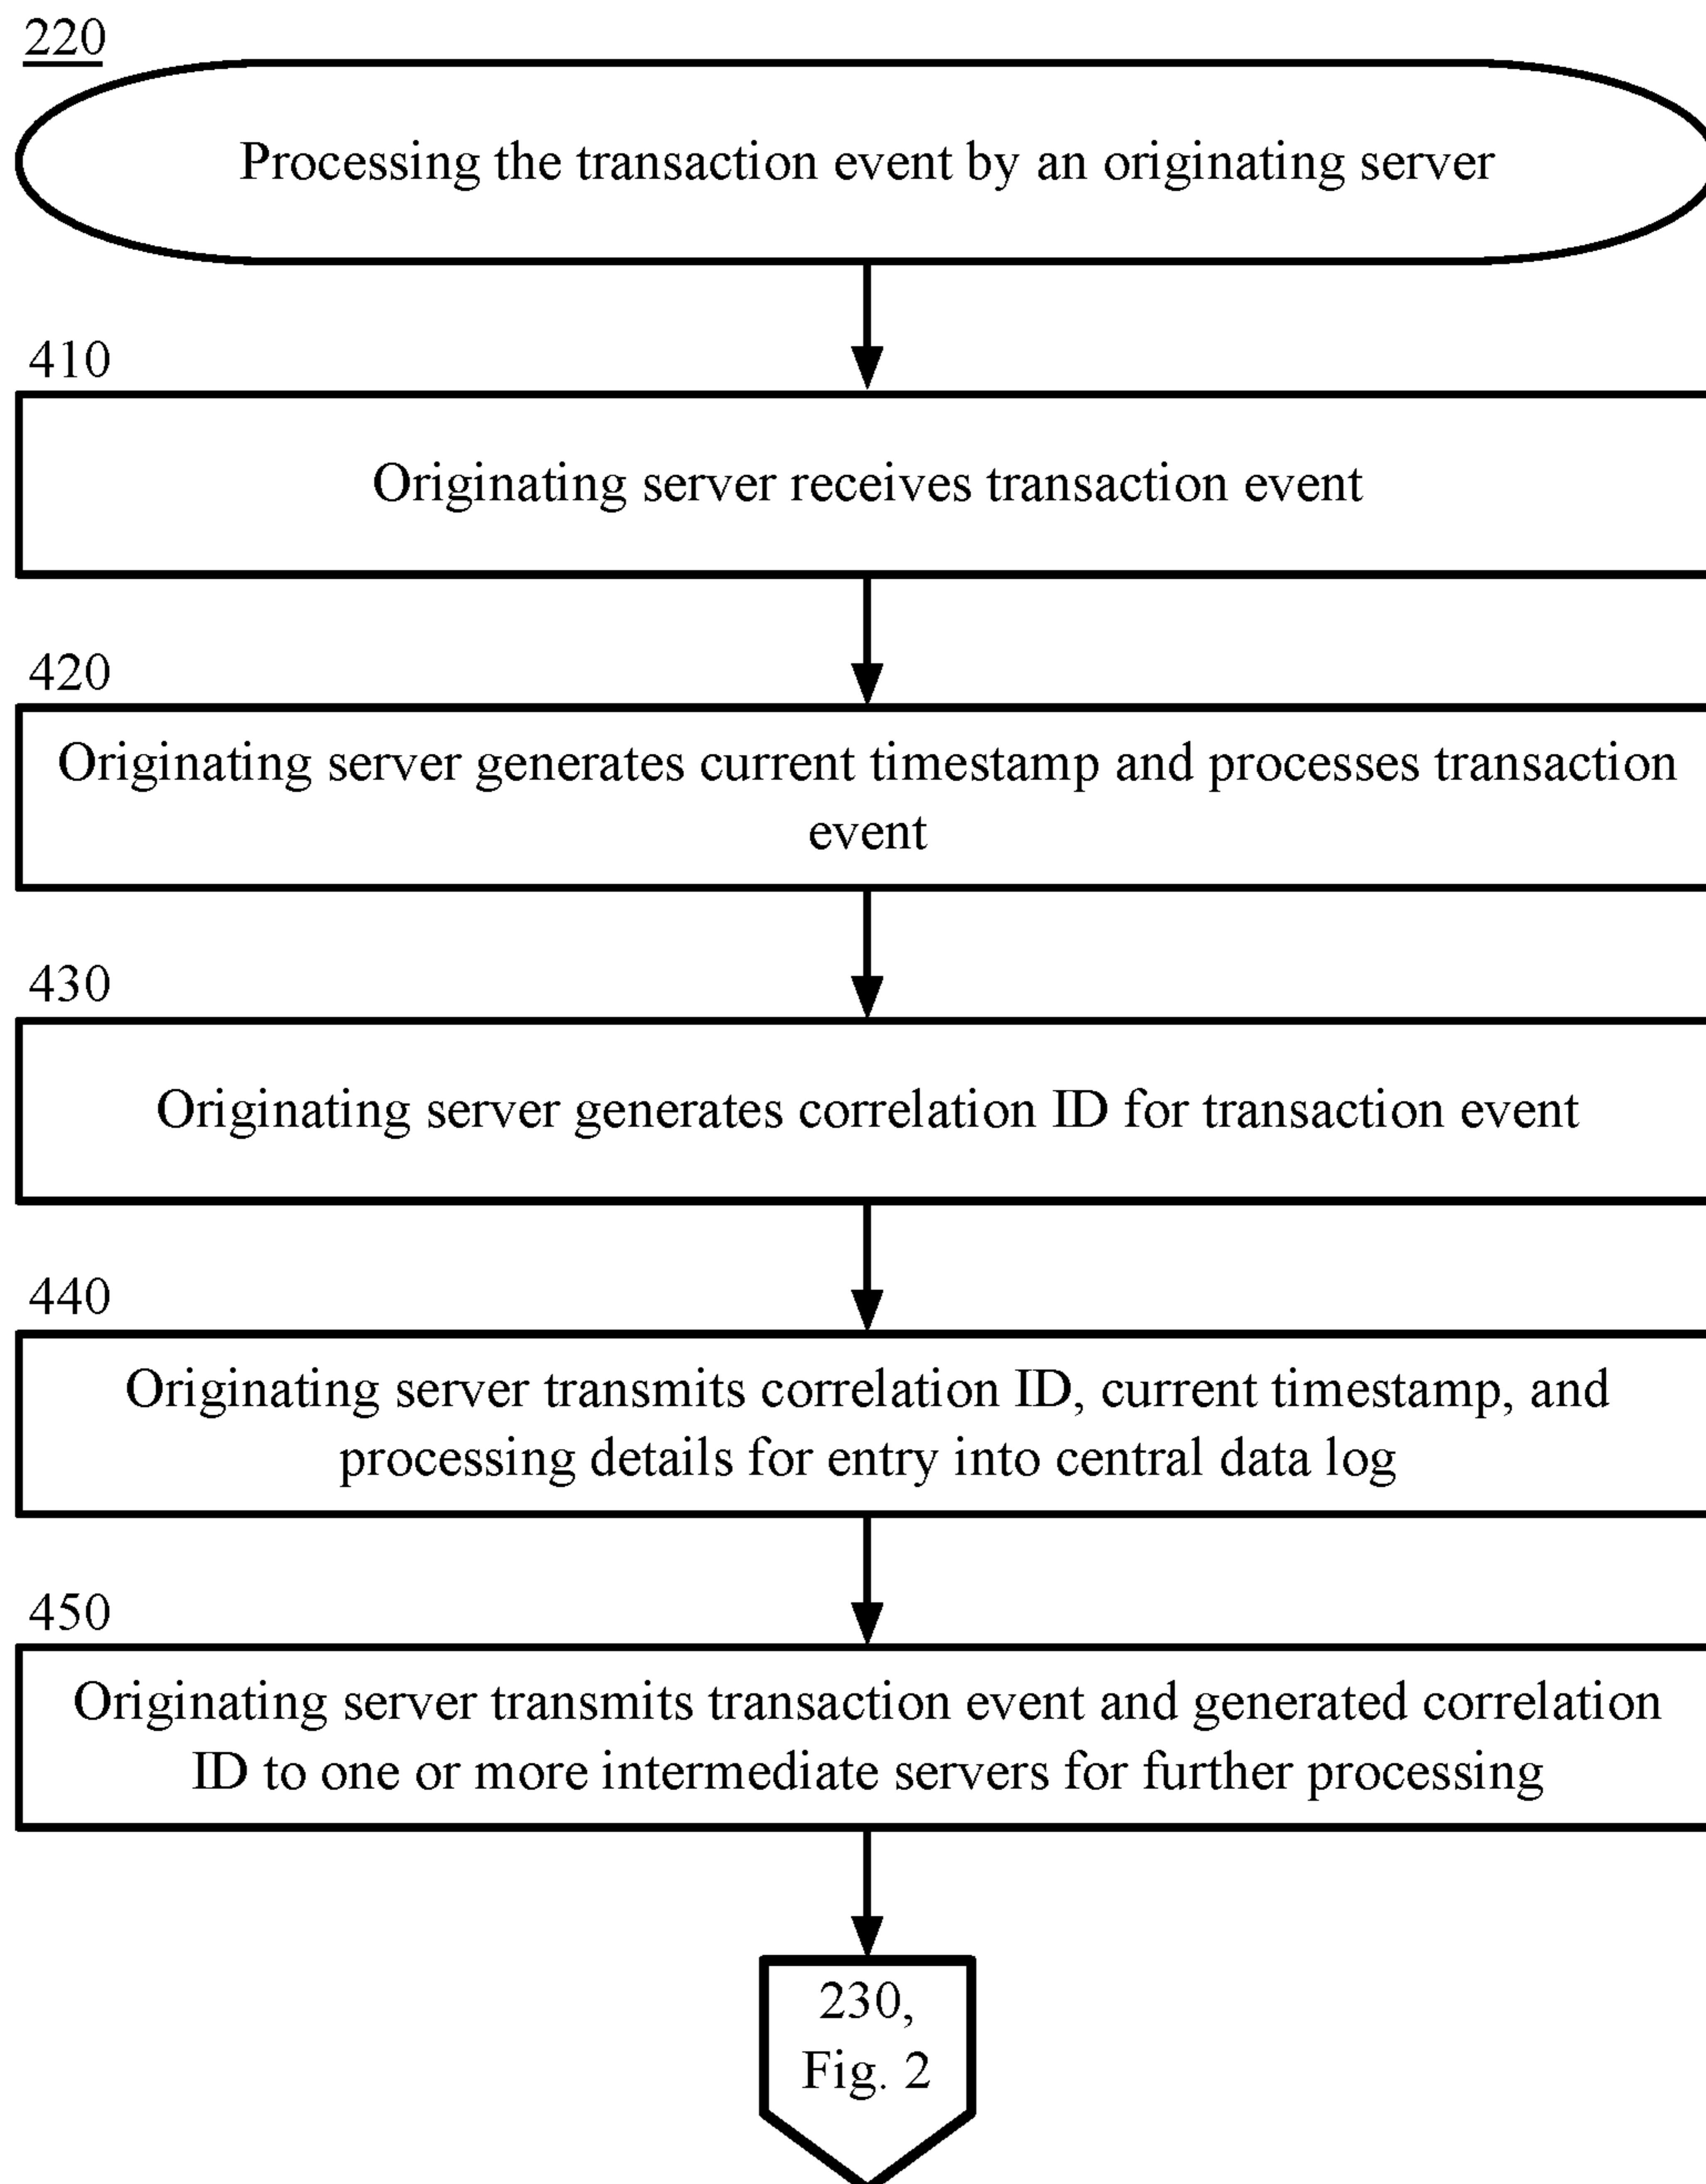 220
Processing the transaction event by an originating server
410
Originating server receives transaction event
420
Originating server generates current timestamp and processes transaction
event
430
Originating server generates correlation ID for transaction event
440
Originating server transmits correlation ID, current timestamp, and
processing details for entry into central data log
450
Originating server transmits transaction event and generated correlation
ID to one or more intermediate servers for further processing
230,
Fig. 2